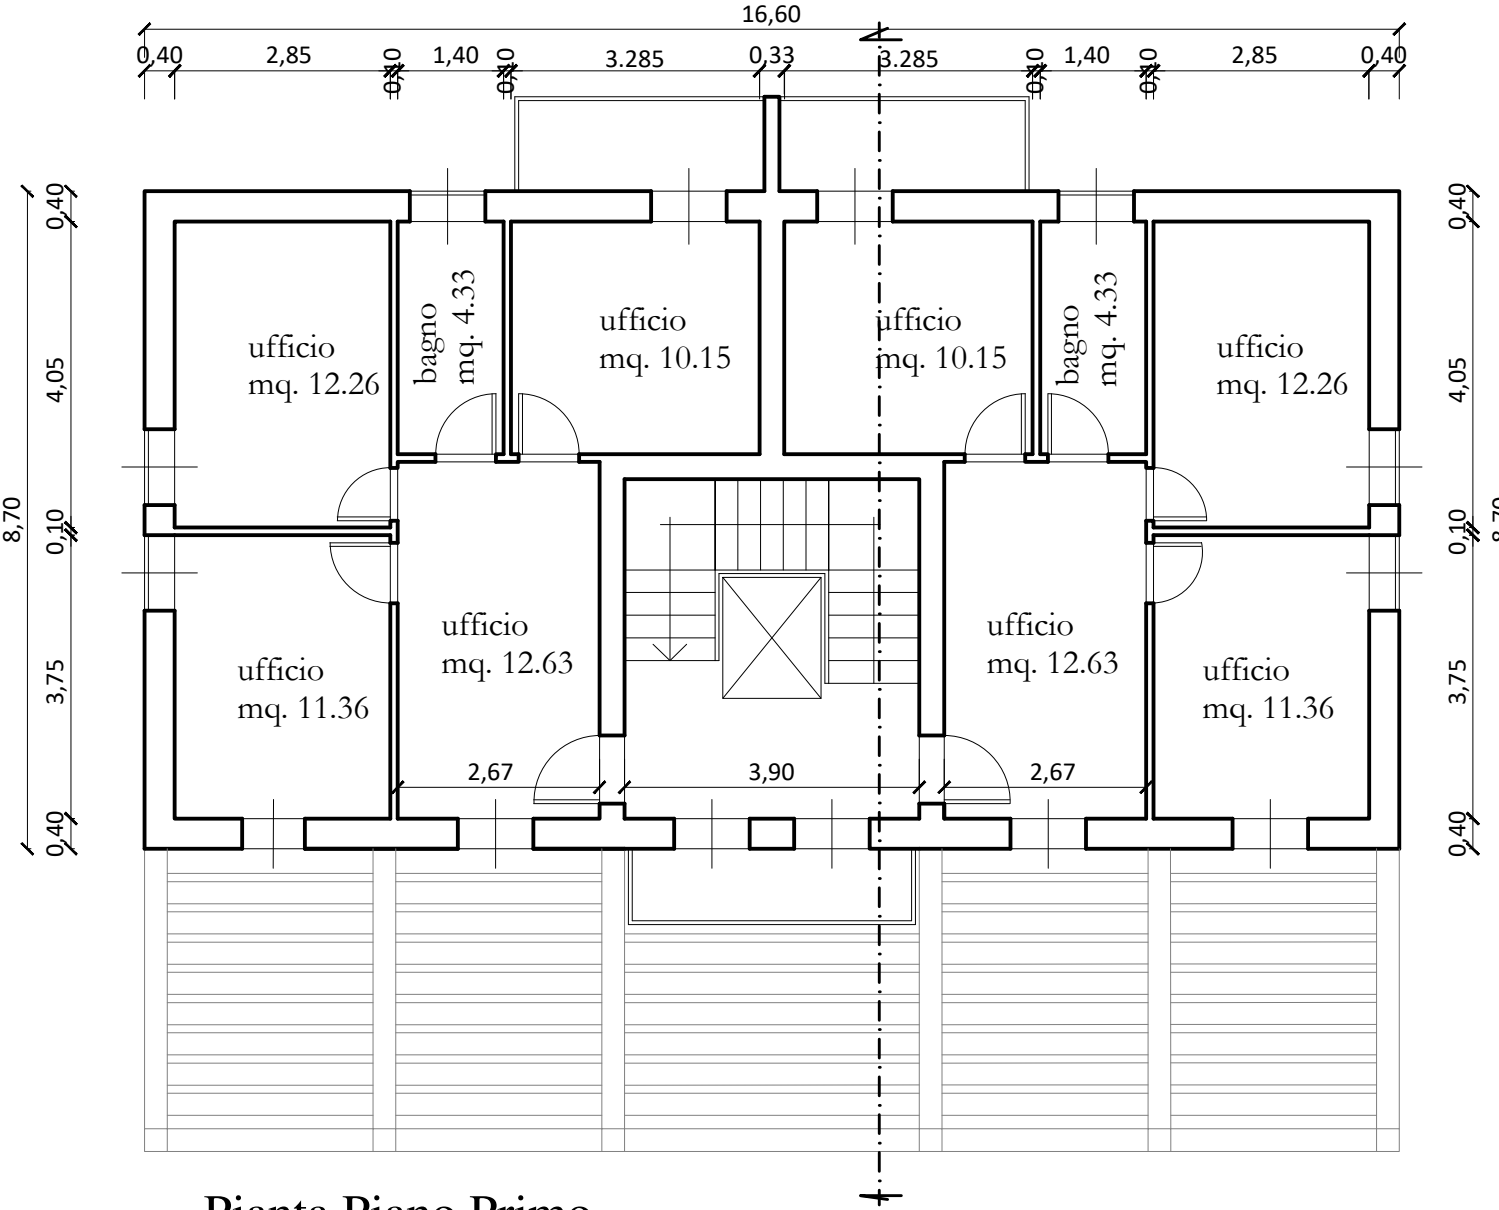 16,60
0,40 2,85 0,10 1,40 0,10 3.285 0,33 3.285 0,10 1,40 0,10 2,85 0,40
0,40
4,05
0,10
3,75
0,40
8,70
ufficio
mq. 12.26
bagno
mq. 4.33
ufficio
mq. 10.15
ufficio
mq. 10.15
bagno
mq. 4.33
ufficio
mq. 12.26
ufficio
mq. 11.36
ufficio
mq. 12.63
ufficio
mq. 12.63
ufficio
mq. 11.36
2,67 3,90 2,67
0,40
4,05
0,10
3,75
0,40
8,70
Pianta Piano Primo